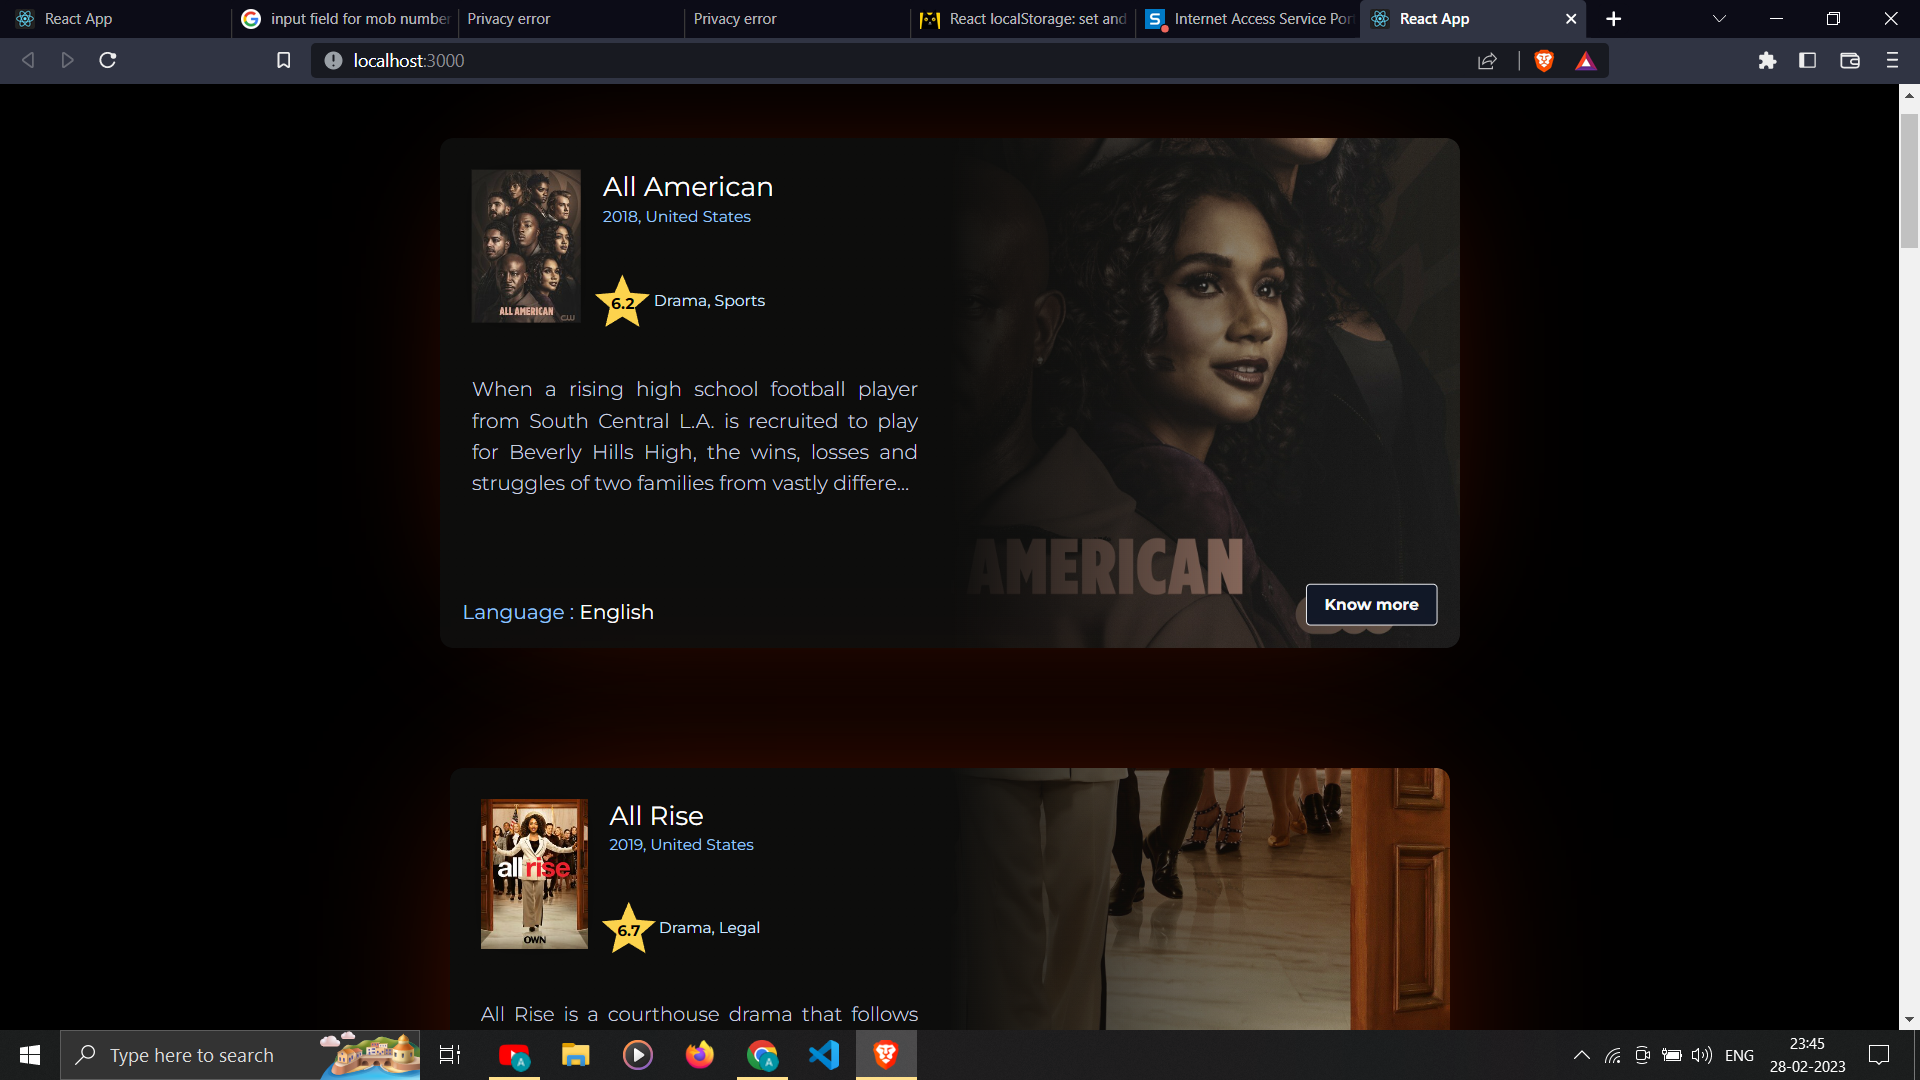 React App
input field for mob number
Privacy error
Privacy error
React localStorage: set and
Internet Access Service Por
React App
localhost:3000
All American
2018, United States
6.2
Drama, Sports
ALL AMERICAN
CW
When a rising high school football player
from South Central L.A. is recruited to play
for Beverly Hills High, the wins, losses and
struggles of two families from vastly differe...
AMERICAN
Language : English
Know more
All Rise
2019, United States
all rise
OWN
6.7
Drama, Legal
All Rise is a courthouse drama that follows
Type here to search
ENG
23:45
28-02-2023